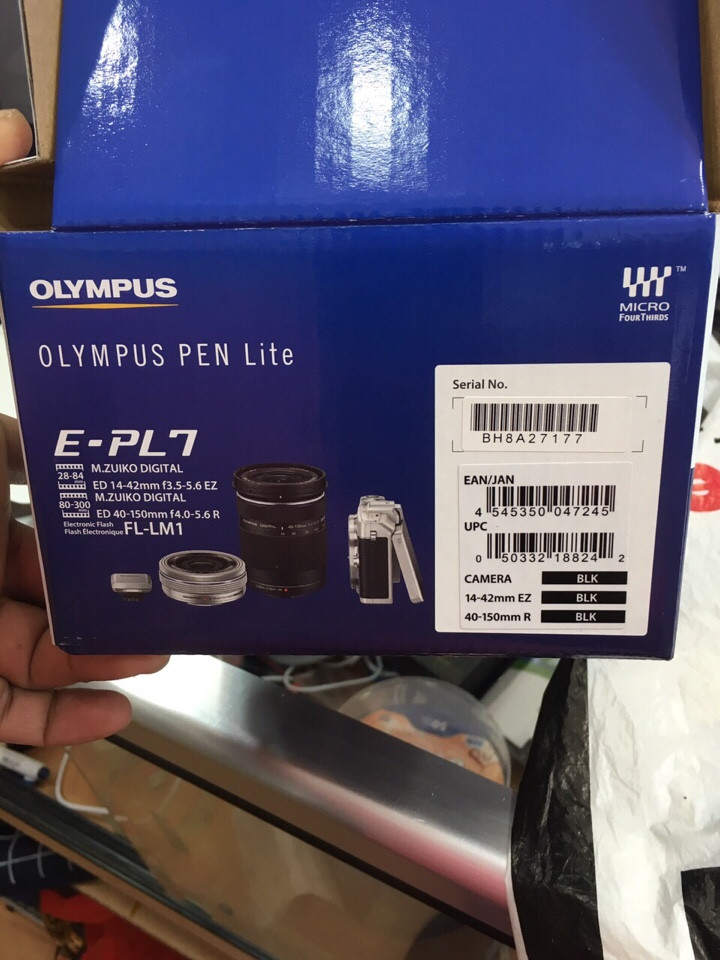 OLYMPUS
MICRO
FOURTHIRDS
TM
OLYMPUS PEN Lite
E-PL7
28-84
M.ZUIKO DIGITAL
ED 14-42mm f3.5-5.6 EZ
80-300
M.ZUIKO DIGITAL
ED 40-150mm f4.0-5.6 R
Electronic Flash
Flash Électronique
FL-LM1
Serial No.
BH8A27177
EAN/JAN
4 545350 047245
UPC
0 50332 18824 2
CAMERA BLK
14-42mm EZ BLK
40-150mm R BLK